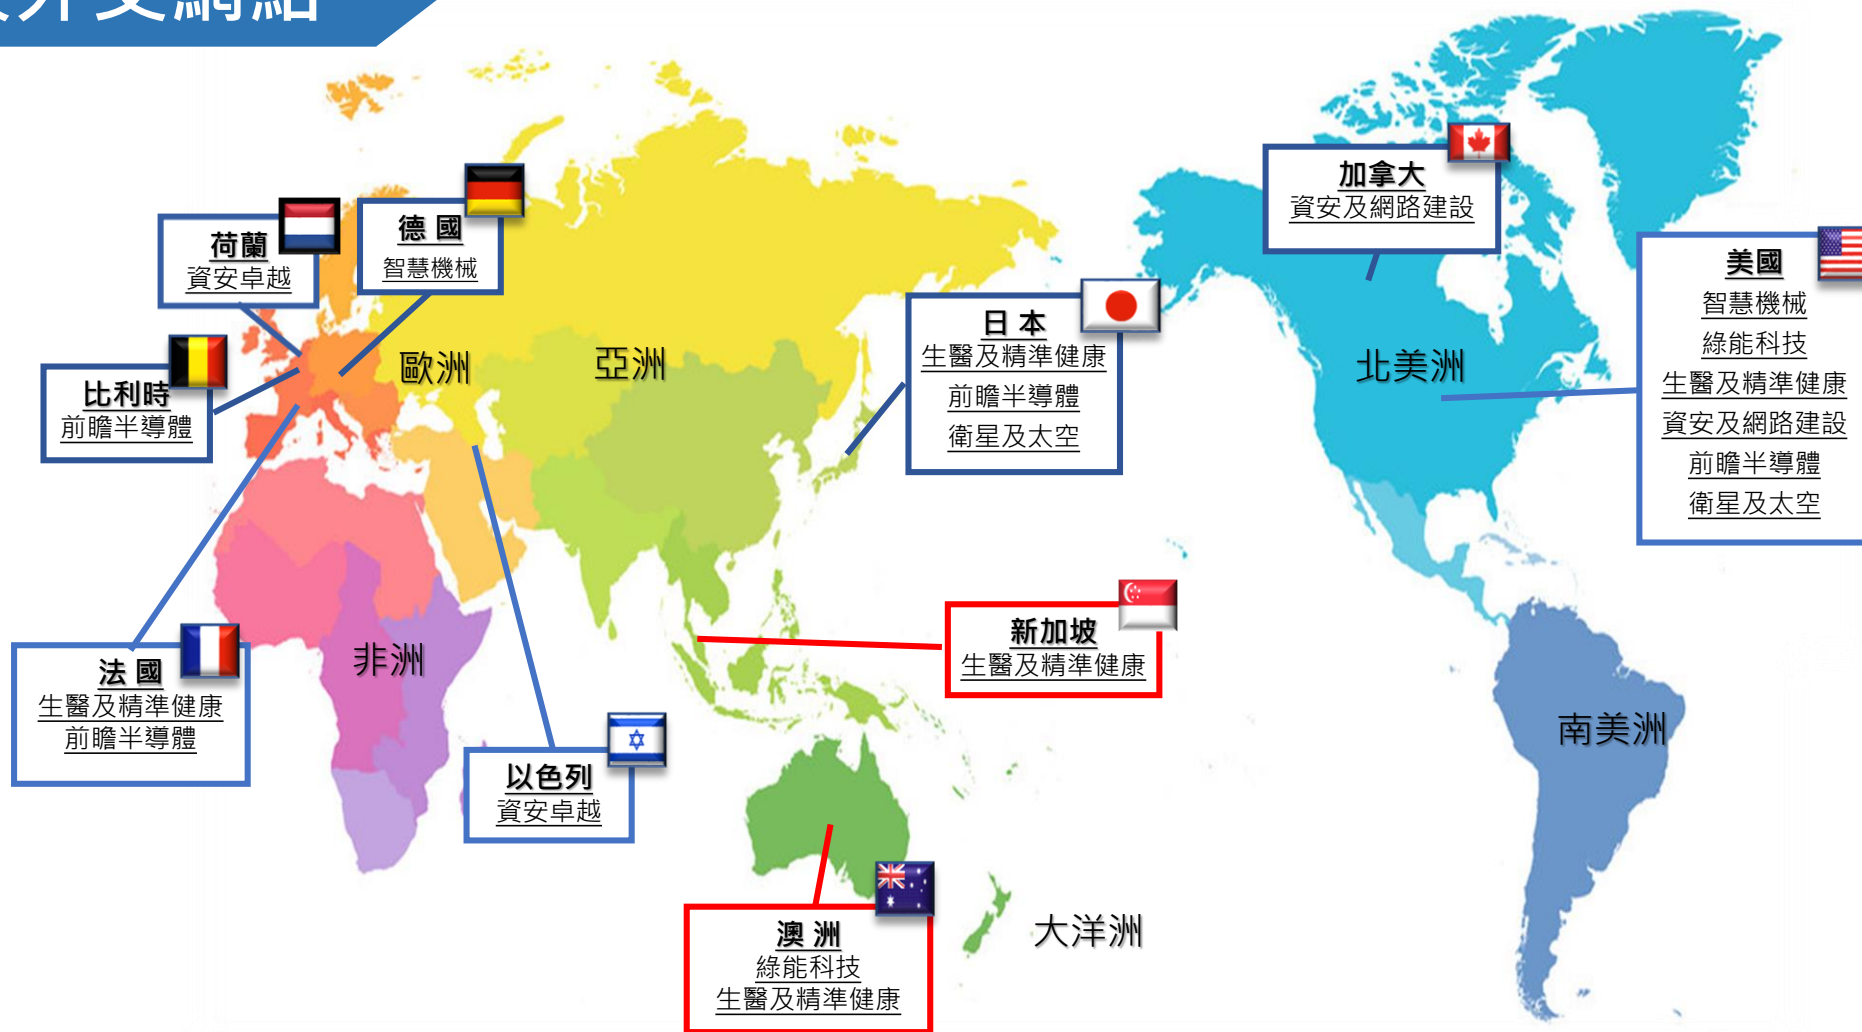 外交網點
加拿大
資安及網路建設
荷蘭
資安卓越
德 國
智慧機械
美國
智慧機械
綠能科技
生醫及精準健康
資安及網路建設
前瞻半導體
衛星及太空
日 本
生醫及精準健康
前瞻半導體
衛星及太空
比利時
前瞻半導體
歐洲
亞洲
北美洲
新加坡
生醫及精準健康
法 國
生醫及精準健康
前瞻半導體
非洲
南美洲
以色列
資安卓越
澳 洲
綠能科技
生醫及精準健康
大洋洲